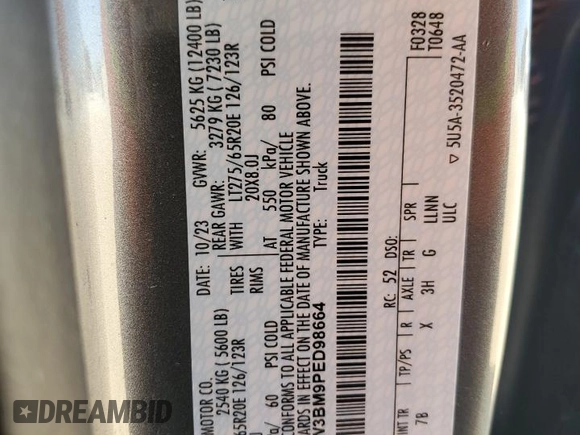 MOTOR CO.
DATE: 10/23 GVWR: 5625 KG (12400 LB)
2540 KG ( 5600 LB) REAR GAWR: 3279 KG ( 7230 LB)
65R20E 126/123R TIRES WITH LT275/65R20E 126/123R
RIMS 20X8.0J
60 PSI COLD AT 550 kPa/ 80 PSI COLD
CONFORMS TO ALL APPLICABLE FEDERAL MOTOR VEHICLE
IN EFFECT ON THE DATE OF MANUFACTURE SHOWN ABOVE.
V3BM9PED98664 TYPE: Truck
F0328
T0648
RC: 52 DSO:
INT TR TP/PS R AXLE TR SPR
7B X 3H G LLNN
ULC
▽ 5U5A-3520472-AA
AUTOBIDCARD